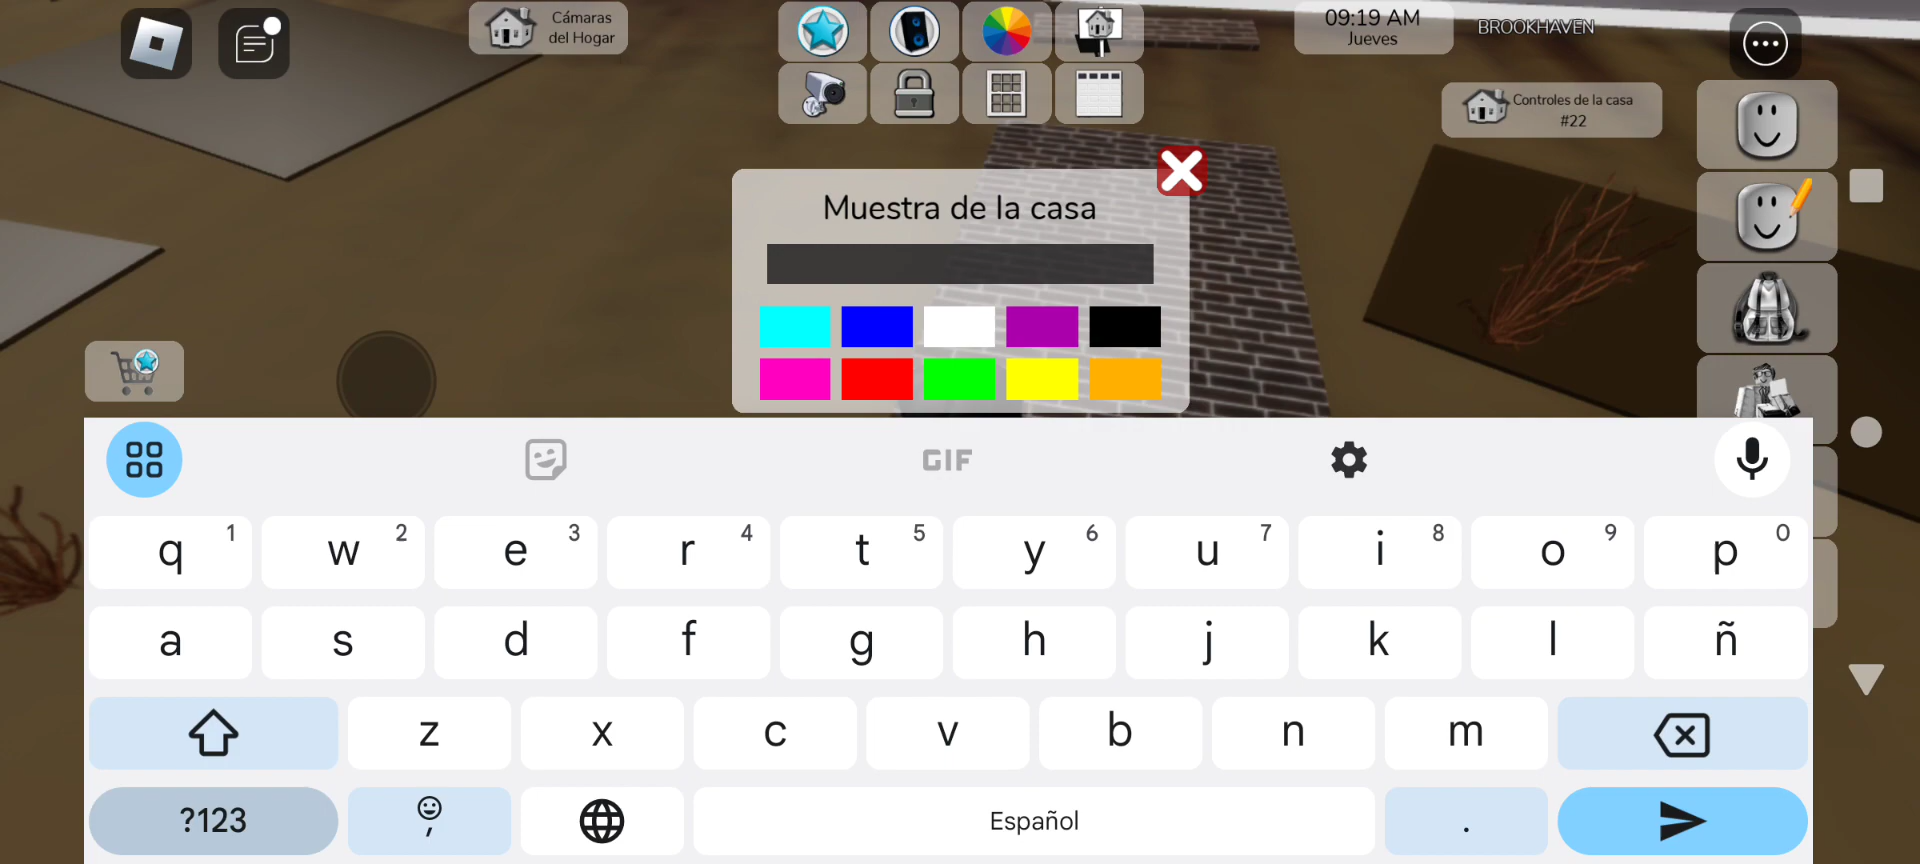 Cámaras
del Hogar
09:19 AM
Jueves
BROOKHAVEN
Controles de la casa
#22
Muestra de la casa
GIF
q 1 w 2 e 3 r 4 t 5 y 6 u 7 i 8 o 9 p 0
a s d f g h j k l ñ
z x c v b n m
?123 , Español .